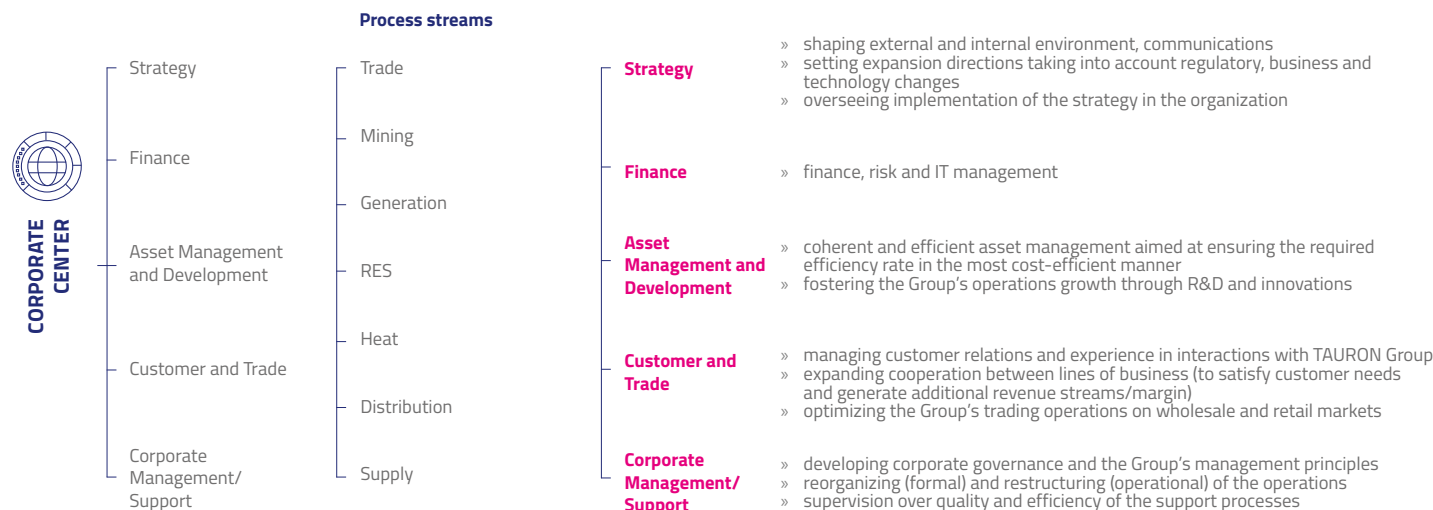 Process streams
CORPORATE
CENTER
Strategy
Finance
Asset Management
and Development
Customer and Trade
Corporate
Management/
Support
Trade
Mining
Generation
RES
Heat
Distribution
Supply
Strategy
» shaping external and internal environment, communications
» setting expansion directions taking into account regulatory, business and
technology changes
» overseeing implementation of the strategy in the organization
Finance
» finance, risk and IT management
Asset
Management and
Development
» coherent and efficient asset management aimed at ensuring the required
efficiency rate in the most cost-efficient manner
» fostering the Group's operations growth through R&D and innovations
Customer and
Trade
» managing customer relations and experience in interactions with TAURON Group
» expanding cooperation between lines of business (to satisfy customer needs
and generate additional revenue streams/margin)
» optimizing the Group's trading operations on wholesale and retail markets
Corporate
Management/
Support
» developing corporate governance and the Group's management principles
» reorganizing (formal) and restructuring (operational) of the operations
» supervision over quality and efficiency of the support processes